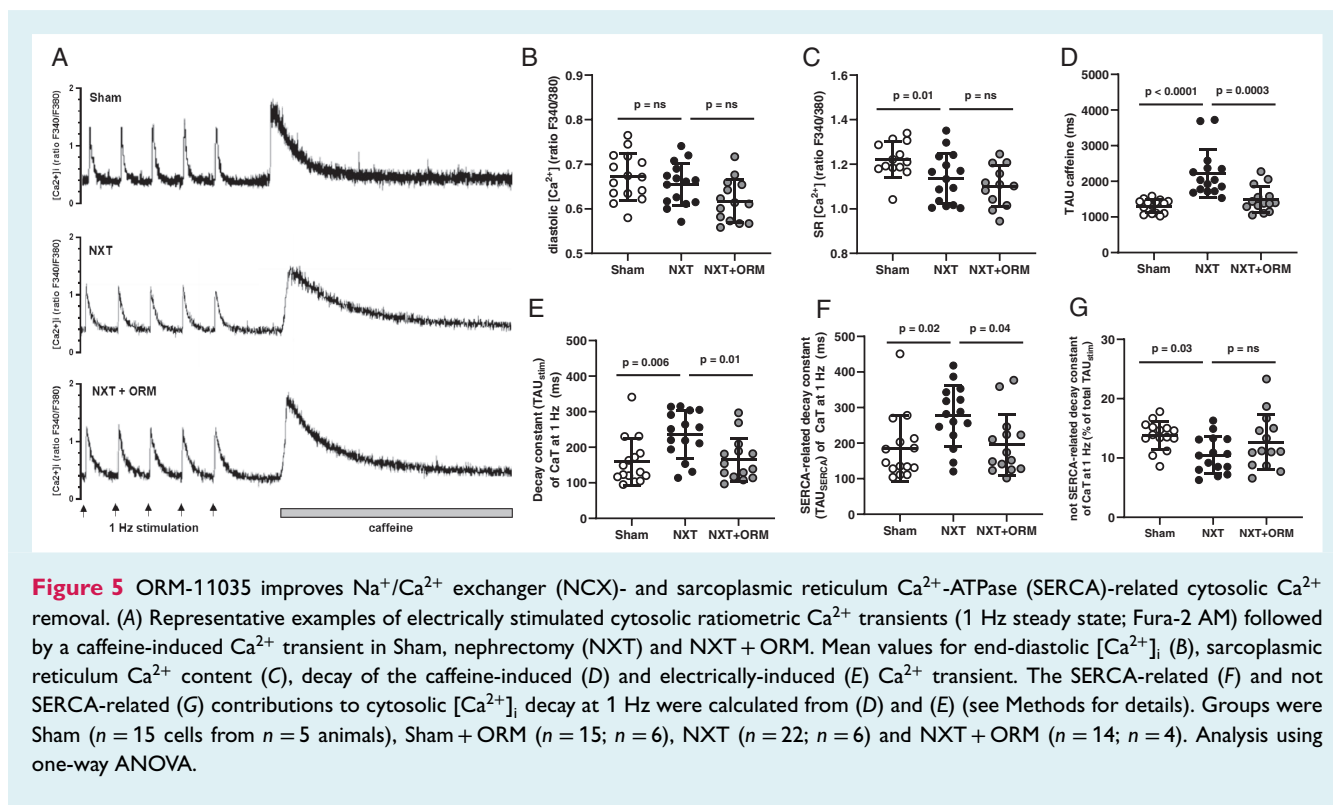 A
Sham
[Ca2+]i (ratio F340/F380)
2
1
0
NXT
[Ca2+]i (ratio F340/F380)
2
1
0
NXT + ORM
[Ca2+]i (ratio F340/F380)
2
1
0
1 Hz stimulation
caffeine
B
diastolic [Ca²⁺] (ratio F340/380)
0.9
0.8
0.7
0.6
0.5
p = ns
p = ns
Sham NXT NXT+ORM
C
SR [Ca²⁺] (ratio F340/380)
1.6
1.4
1.2
1.0
0.8
p = 0.01
p = ns
Sham NXT NXT+ORM
D
TAU caffeine (ms)
5000
4000
3000
2000
1000
0
p < 0.0001
p = 0.0003
Sham NXT NXT+ORM
E
Decay constant (TAUstim)
of CaT at 1 Hz (ms)
500
400
300
200
100
0
p = 0.006
p = 0.01
Sham NXT NXT+ORM
F
SERCA-related decay constant
(TAUSERCA) of CaT at 1 Hz (ms)
500
400
300
200
100
0
p = 0.02
p = 0.04
Sham NXT NXT+ORM
G
not SERCA-related decay constant
of CaT at 1 Hz (% of total TAUstim)
30
20
10
0
p = 0.03
p = ns
Sham NXT NXT+ORM
Figure 5 ORM-11035 improves Na⁺/Ca²⁺ exchanger (NCX)- and sarcoplasmic reticulum Ca²⁺-ATPase (SERCA)-related cytosolic Ca²⁺
removal. (A) Representative examples of electrically stimulated cytosolic ratiometric Ca²⁺ transients (1 Hz steady state; Fura-2 AM) followed
by a caffeine-induced Ca²⁺ transient in Sham, nephrectomy (NXT) and NXT + ORM. Mean values for end-diastolic [Ca²⁺]i (B), sarcoplasmic
reticulum Ca²⁺ content (C), decay of the caffeine-induced (D) and electrically-induced (E) Ca²⁺ transient. The SERCA-related (F) and not
SERCA-related (G) contributions to cytosolic [Ca²⁺]i decay at 1 Hz were calculated from (D) and (E) (see Methods for details). Groups were
Sham (n = 15 cells from n = 5 animals), Sham + ORM (n = 15; n = 6), NXT (n = 22; n = 6) and NXT + ORM (n = 14; n = 4). Analysis using
one-way ANOVA.